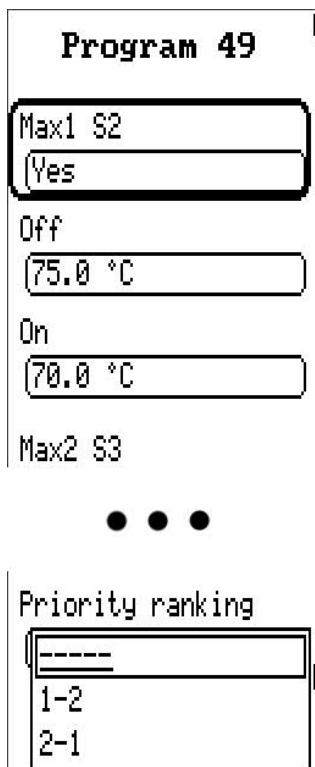 Program 49
Max1 S2
Yes
Off
75.0 °C
On
70.0 °C
Max2 S3
• • •
Priority ranking
-----
1-2
2-1